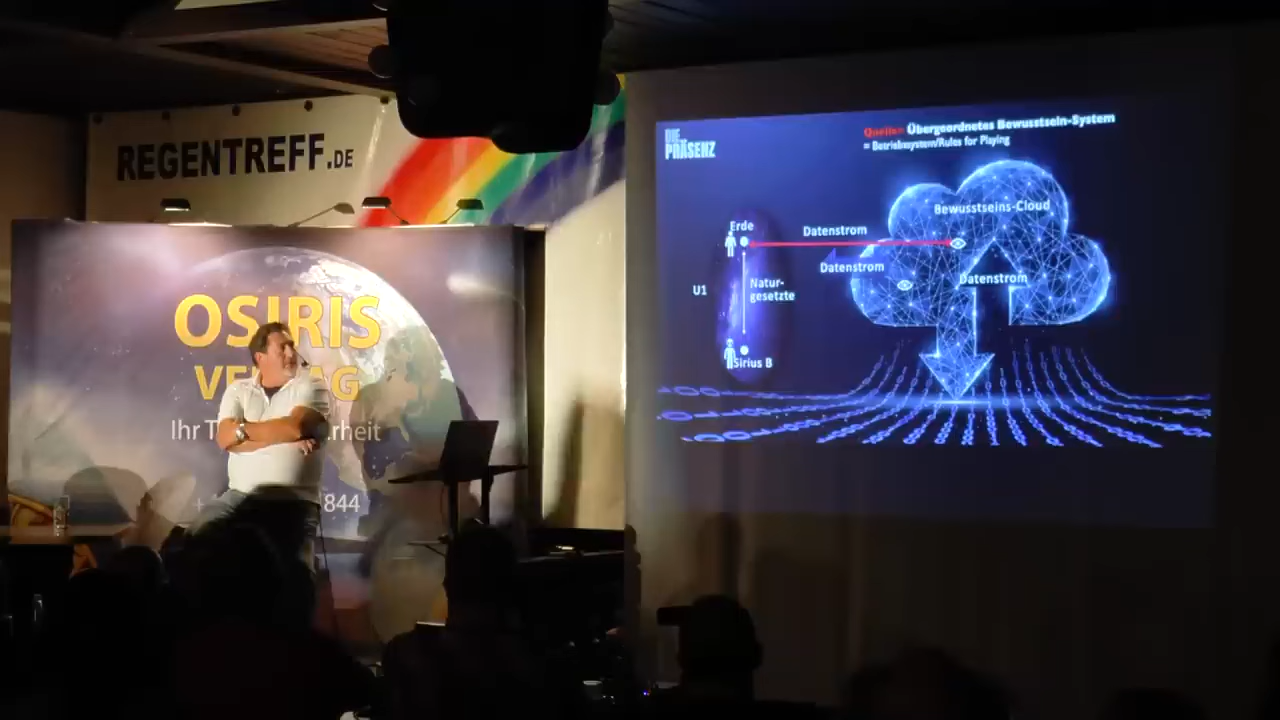 REGENTREFF.DE
OSIRIS
VE AG
Ihr T rheit
+ 844
DIE
PRÄSENZ
Quelle: Übergeordnetes Bewusstsein-System
= Betriebsystem/Rules for Playing
Bewusstseins-Cloud
Erde
Datenstrom
Datenstrom
Datenstrom
U1
Natur-
gesetzte
Sirius B